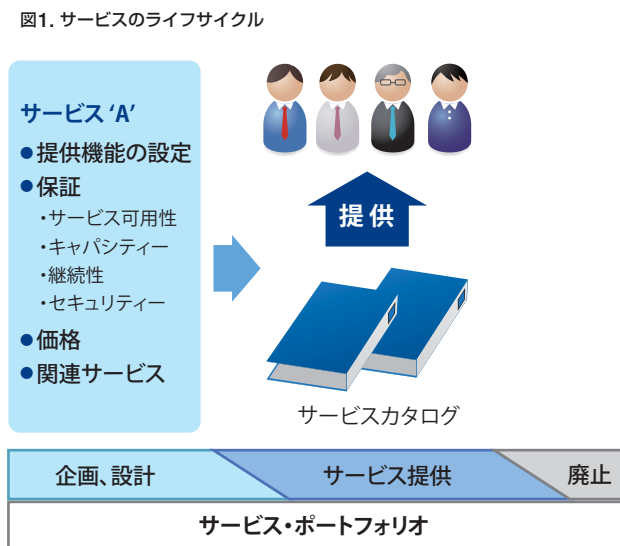 図1. サービスのライフサイクル
サービス ‘A’
●提供機能の設定
●保証
・サービス可用性
・キャパシティー
・継続性
・セキュリティー
●価格
●関連サービス
提供
サービスカタログ
企画、設計
サービス提供
廃止
サービス・ポートフォリオ